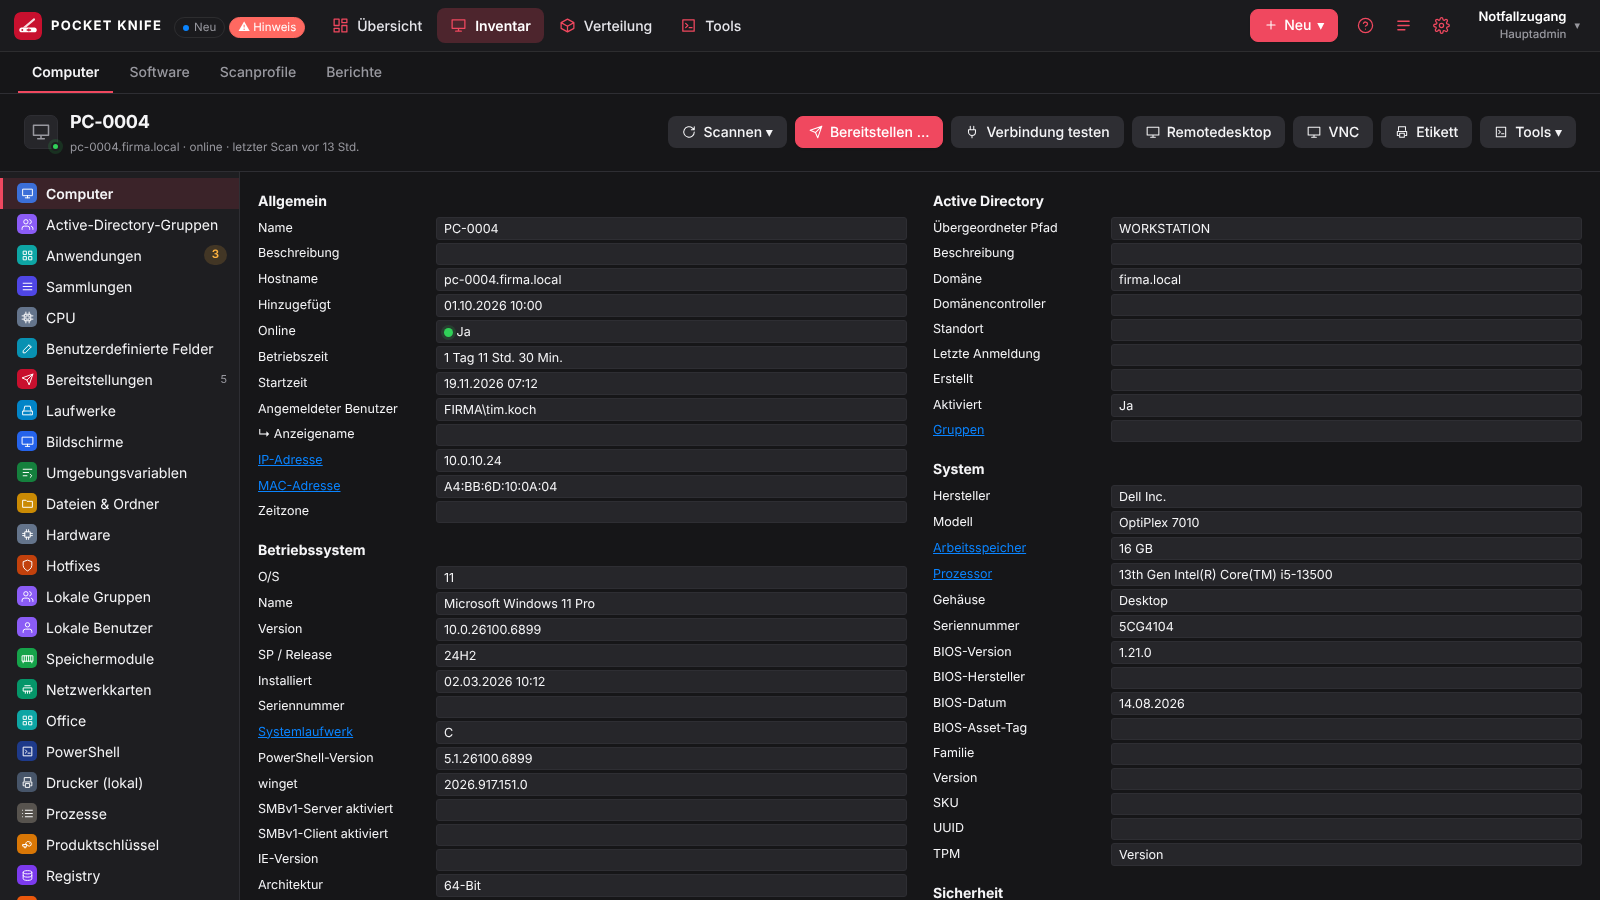 POCKET KNIFE
Neu
Hinweis
Übersicht
Inventar
Verteilung
Tools
+ Neu ▾
Notfallzugang
Hauptadmin
Computer
Software
Scanprofile
Berichte
PC-0004
pc-0004.firma.local · online · letzter Scan vor 13 Std.
Scannen ▾
Bereitstellen ...
Verbindung testen
Remotedesktop
VNC
Etikett
Tools ▾
Computer
Active-Directory-Gruppen
Anwendungen 3
Sammlungen
CPU
Benutzerdefinierte Felder
Bereitstellungen 5
Laufwerke
Bildschirme
Umgebungsvariablen
Dateien & Ordner
Hardware
Hotfixes
Lokale Gruppen
Lokale Benutzer
Speichermodule
Netzwerkkarten
Office
PowerShell
Drucker (lokal)
Prozesse
Produktschlüssel
Registry
Allgemein
Name PC-0004
Beschreibung
Hostname pc-0004.firma.local
Hinzugefügt 01.10.2026 10:00
Online Ja
Betriebszeit 1 Tag 11 Std. 30 Min.
Startzeit 19.11.2026 07:12
Angemeldeter Benutzer FIRMA\tim.koch
↪ Anzeigename
IP-Adresse 10.0.10.24
MAC-Adresse A4:BB:6D:10:0A:04
Zeitzone
Betriebssystem
O/S 11
Name Microsoft Windows 11 Pro
Version 10.0.26100.6899
SP / Release 24H2
Installiert 02.03.2026 10:12
Seriennummer
Systemlaufwerk C
PowerShell-Version 5.1.26100.6899
winget 2026.917.151.0
SMBv1-Server aktiviert
SMBv1-Client aktiviert
IE-Version
Architektur 64-Bit
Active Directory
Übergeordneter Pfad WORKSTATION
Beschreibung
Domäne firma.local
Domänencontroller
Standort
Letzte Anmeldung
Erstellt
Aktiviert Ja
Gruppen
System
Hersteller Dell Inc.
Modell OptiPlex 7010
Arbeitsspeicher 16 GB
Prozessor 13th Gen Intel(R) Core(TM) i5-13500
Gehäuse Desktop
Seriennummer 5CG4104
BIOS-Version 1.21.0
BIOS-Hersteller
BIOS-Datum 14.08.2026
BIOS-Asset-Tag
Familie
Version
SKU
UUID
TPM Version
Sicherheit